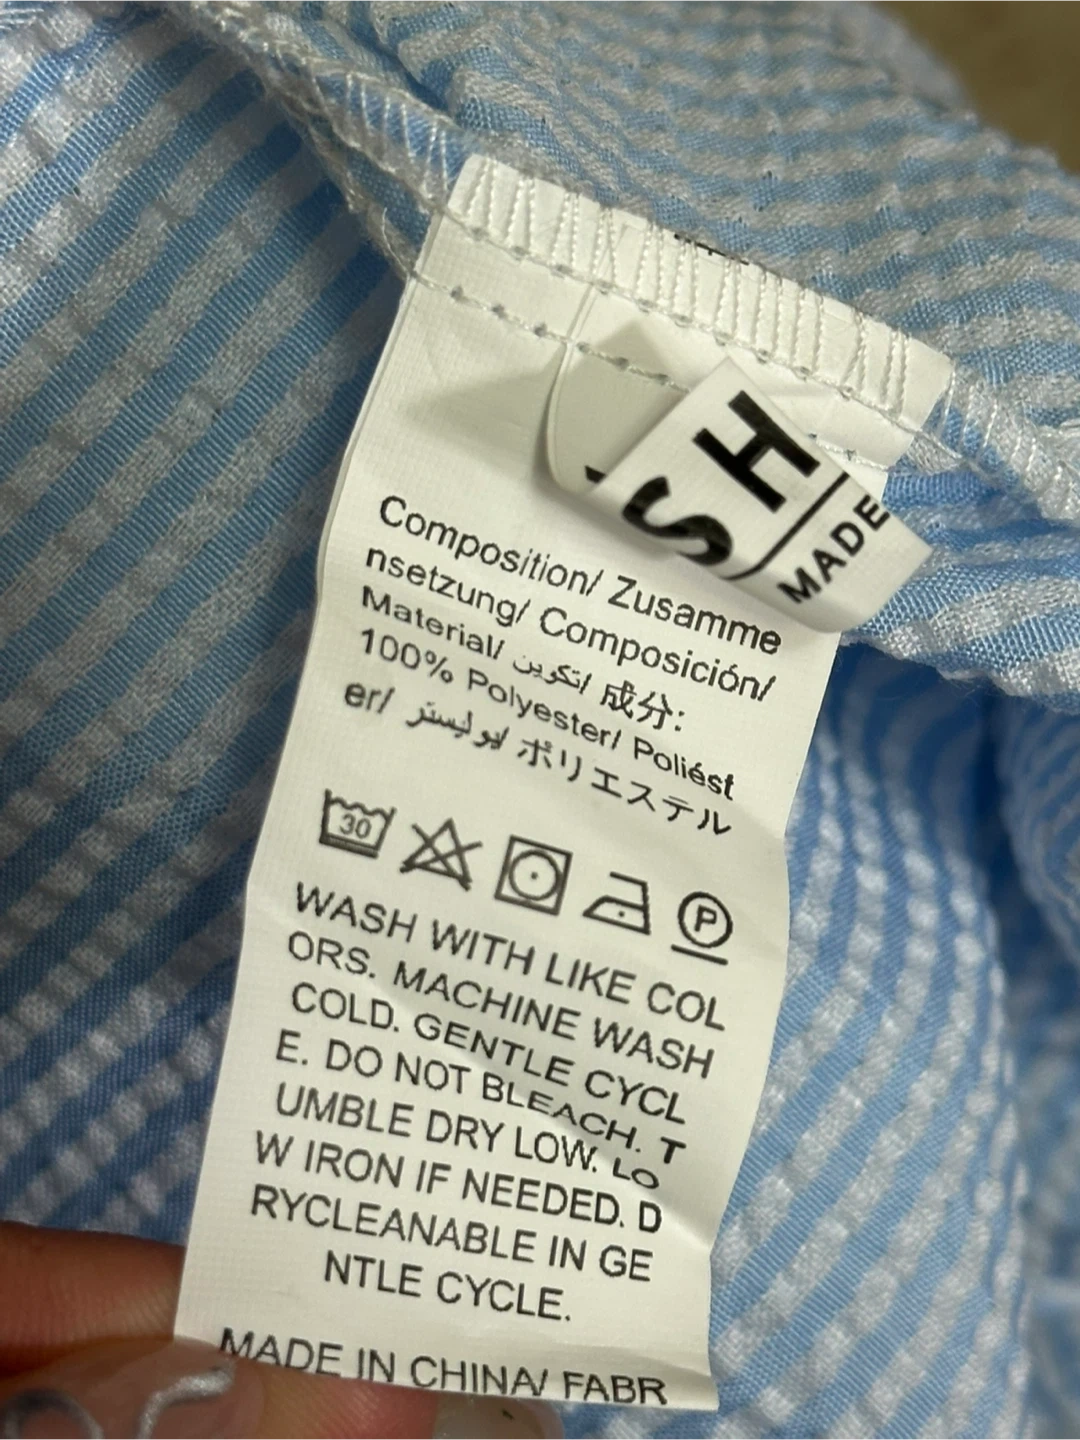 SH
MADE
Composition/ Zusamme
nsetzung/ Composición/
Material/ تكوين/ 成分:
100% Polyester/ Poliést
er/ بوليستر/ ポリエステル
30
P
WASH WITH LIKE COL
ORS. MACHINE WASH
COLD. GENTLE CYCL
E. DO NOT BLEACH. T
UMBLE DRY LOW. LO
W IRON IF NEEDED. D
RYCLEANABLE IN GE
NTLE CYCLE.
MADE IN CHINA/ FABR